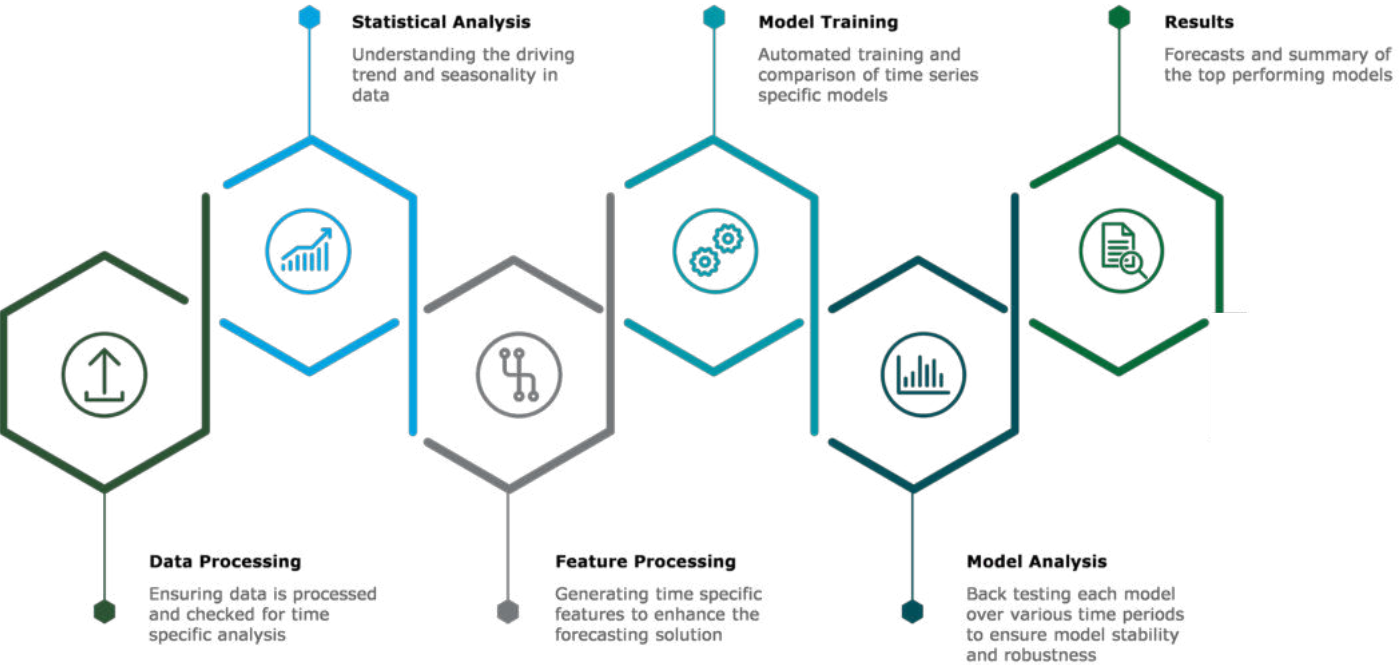 Statistical Analysis
Understanding the driving
trend and seasonality in
data
Model Training
Automated training and
comparison of time series
specific models
Results
Forecasts and summary of
the top performing models
Data Processing
Ensuring data is processed
and checked for time
specific analysis
Feature Processing
Generating time specific
features to enhance the
forecasting solution
Model Analysis
Back testing each model
over various time periods
to ensure model stability
and robustness